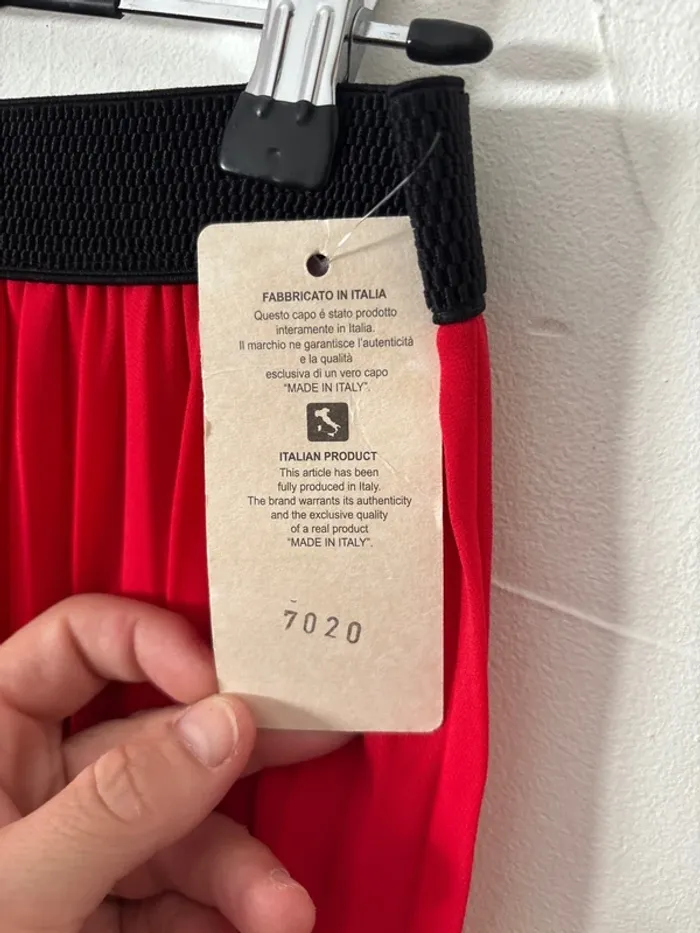 FABBRICATO IN ITALIA
Questo capo é stato prodotto
interamente in Italia.
Il marchio ne garantisce l'autenticitá
e la qualitá
esclusiva di un vero capo
"MADE IN ITALY".
ITALIAN PRODUCT
This article has been
fully produced in Italy.
The brand warrants its authenticity
and the exclusive quality
of a real product
"MADE IN ITALY".
7020